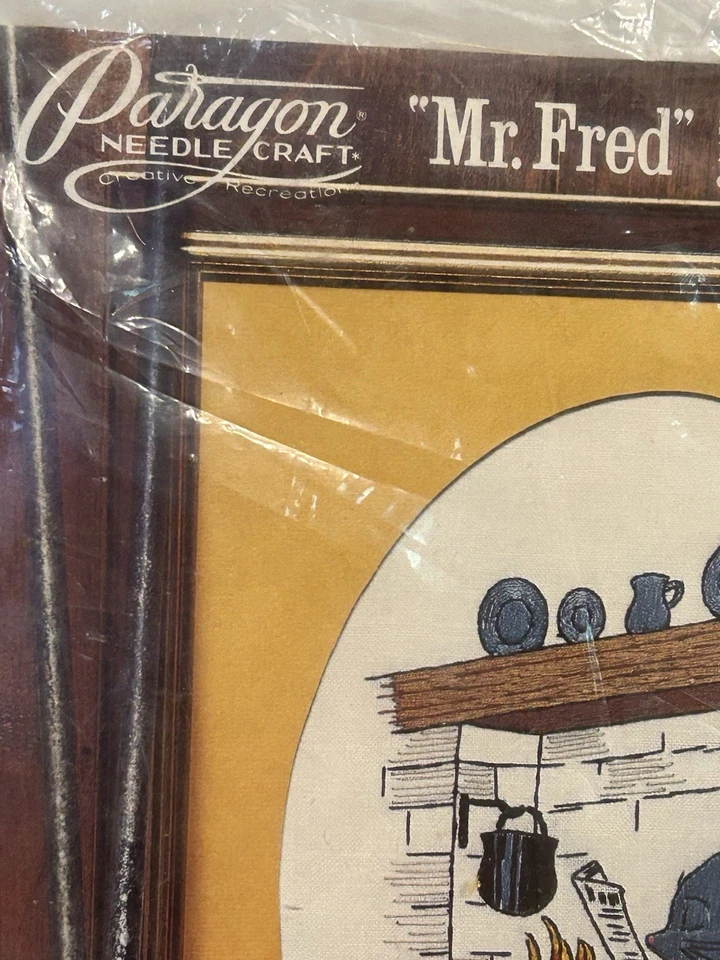 Paragon®
NEEDLE CRAFT*
Creative Recreation
"Mr. Fred"